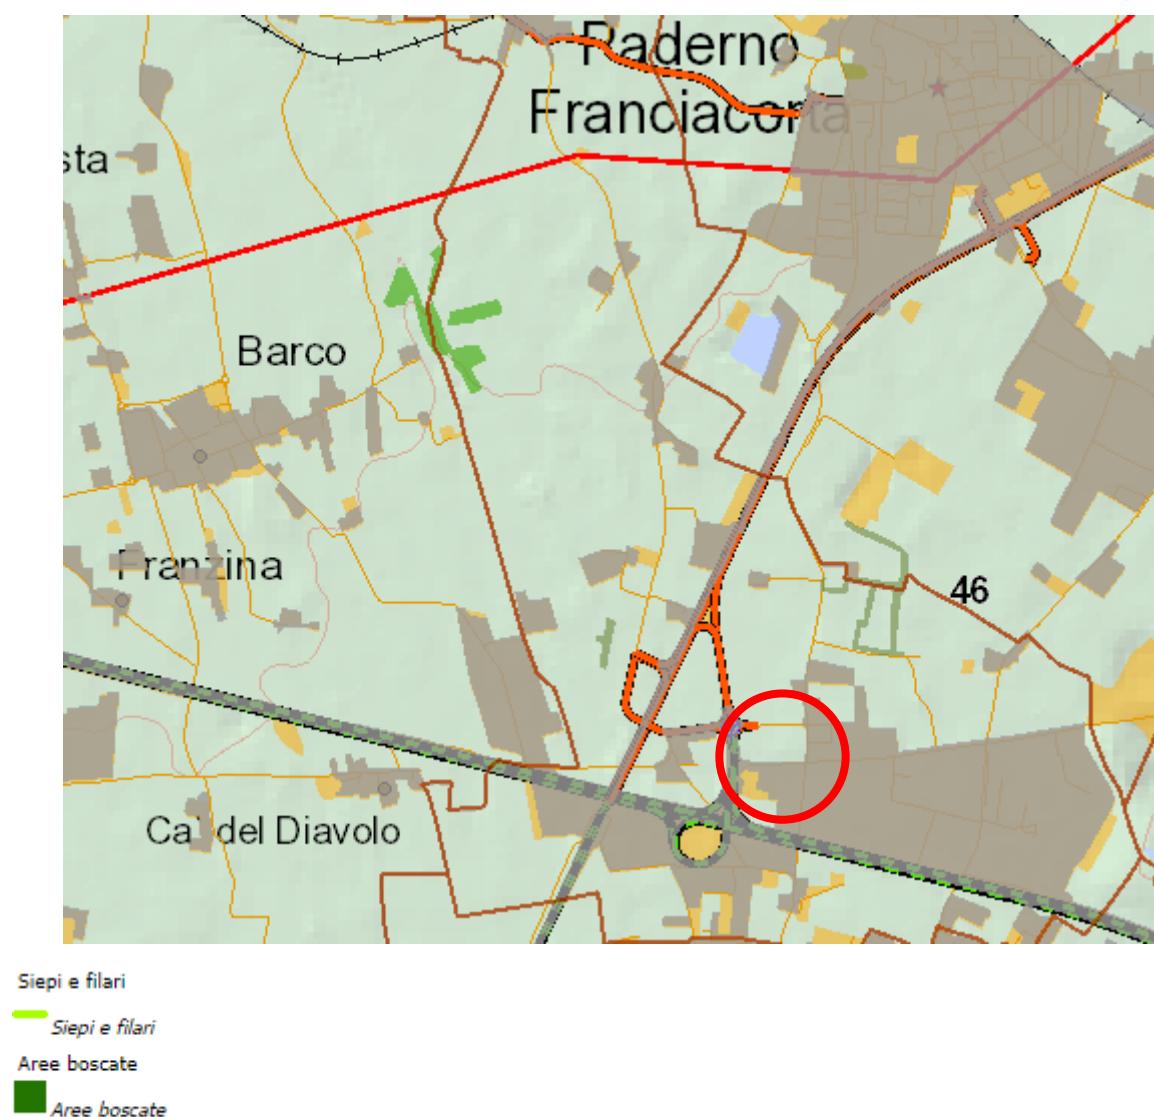 Paderno
Franciacorta
sta
Barco
Franzina
46
Ca' del Diavolo
Siepi e filari
Siepi e filari
Aree boscate
Aree boscate